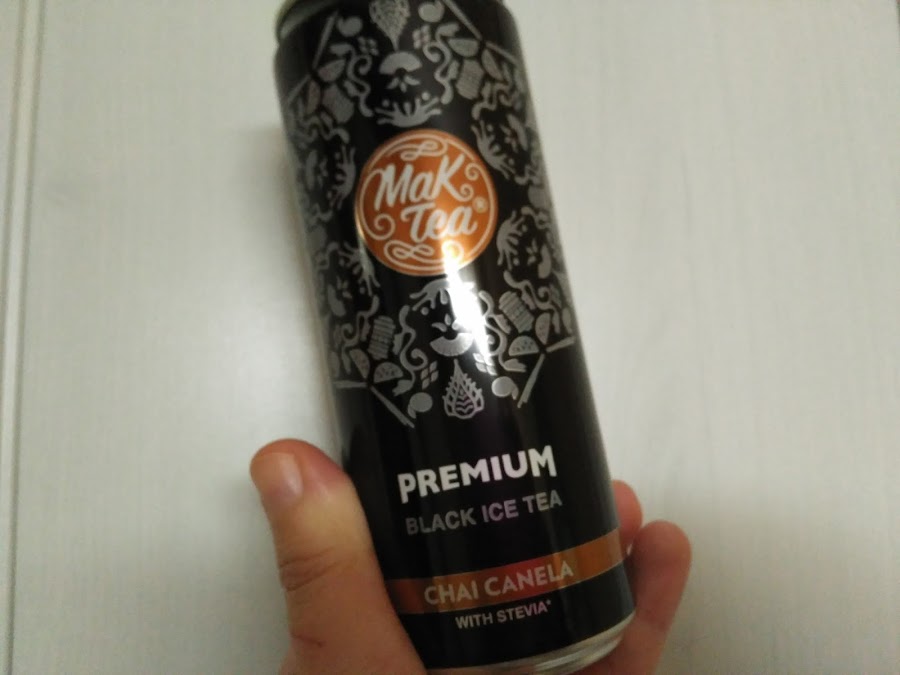 MaK
Tea®
PREMIUM
BLACK ICE TEA
CHAI CANELA
WITH STEVIA*